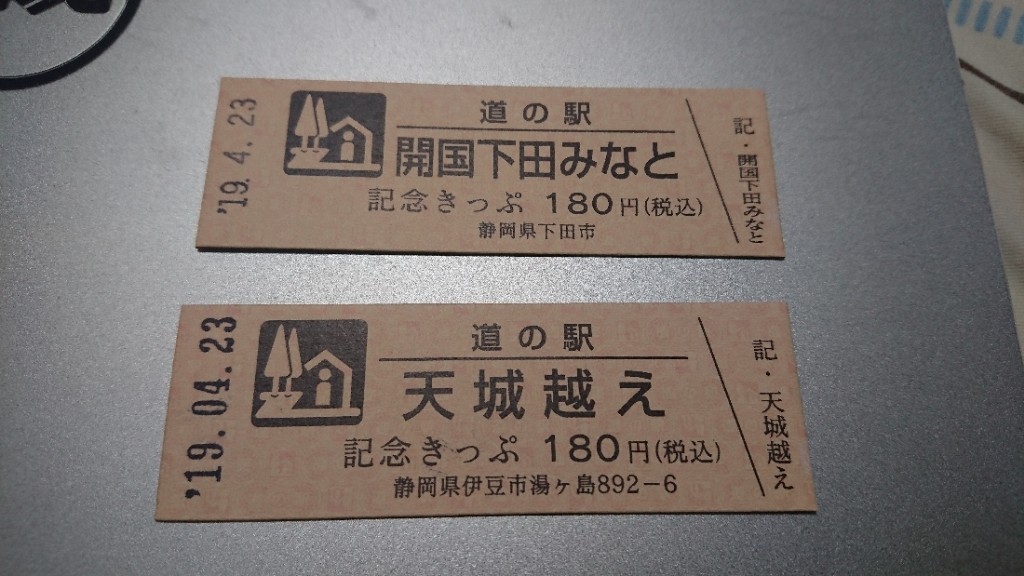 '19.4.23
道の駅
開国下田みなと
記念きっぷ 180円(税込)
静岡県下田市
記・開国下田みなと
'19.04.23
道の駅
天城越え
記念きっぷ 180円(税込)
静岡県伊豆市湯ヶ島892-6
記・天城越え